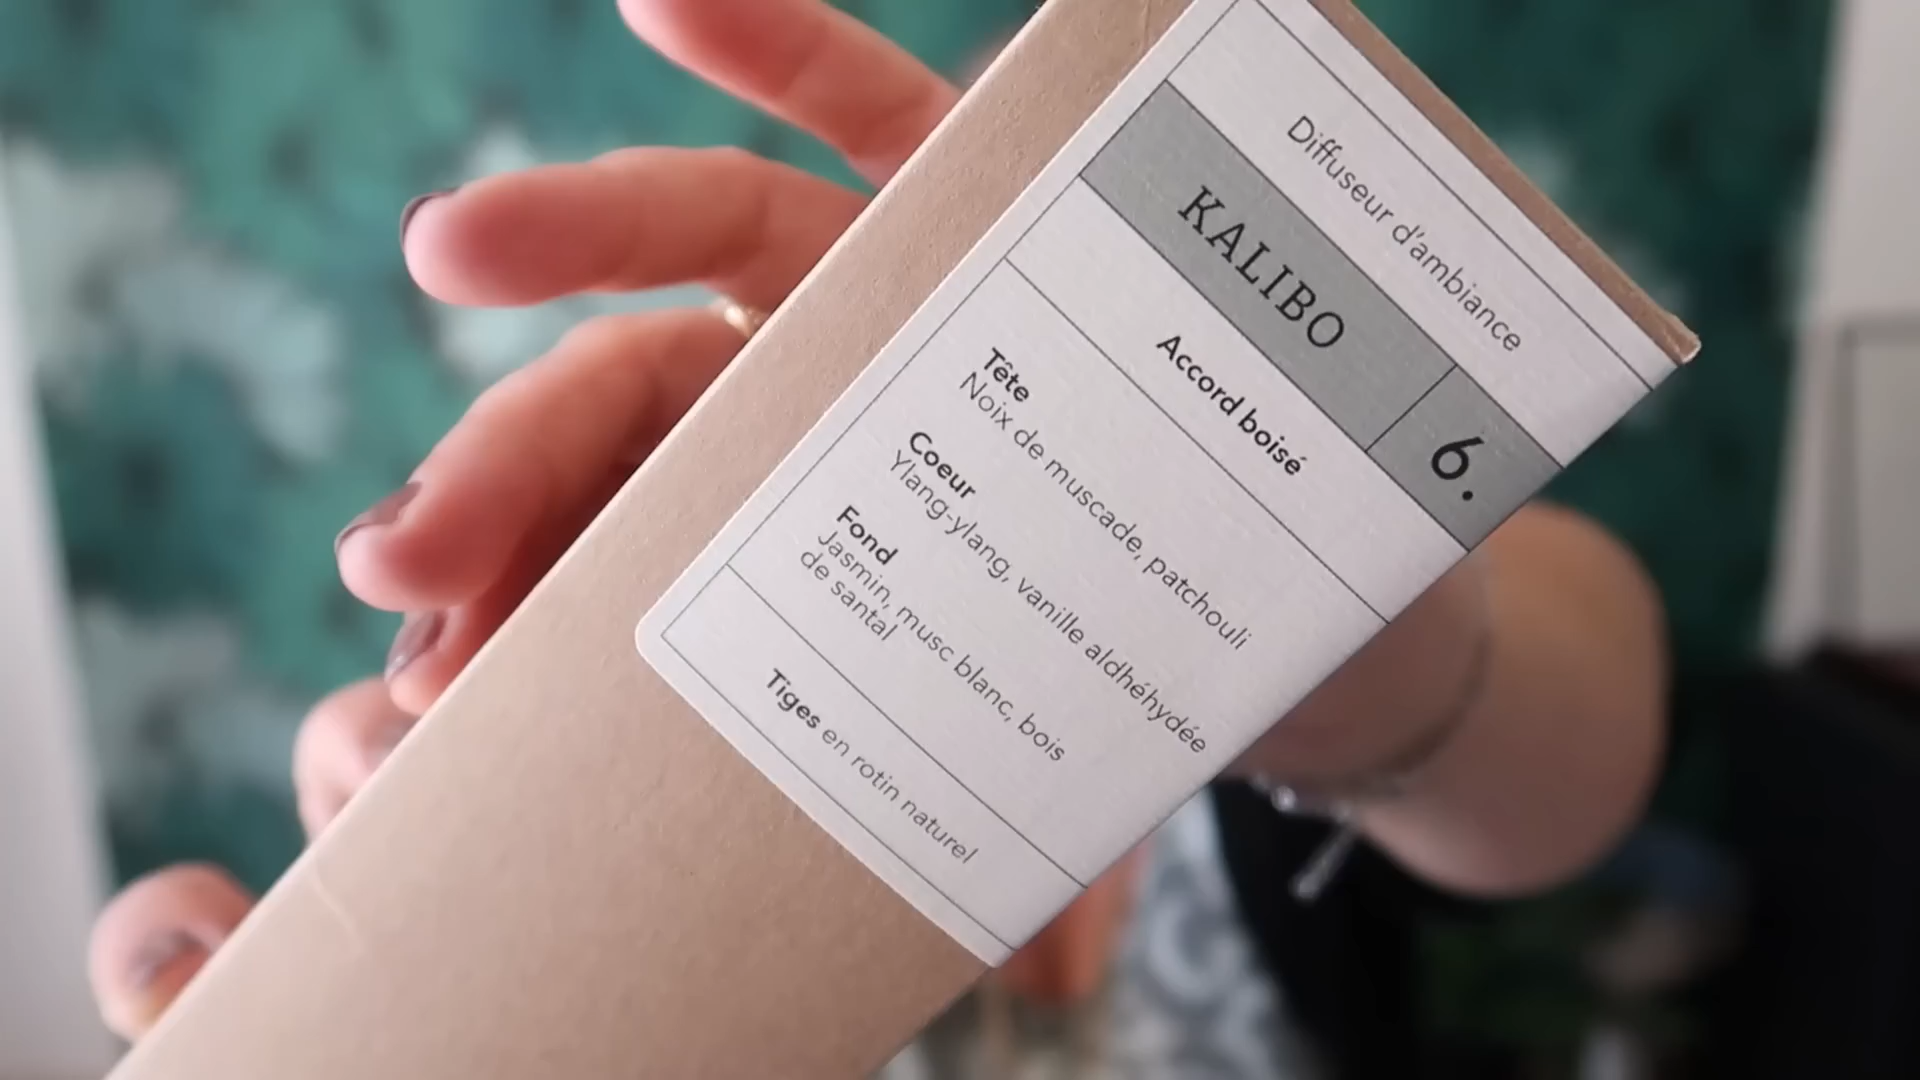 Diffuseur d'ambiance
KALIBO 6.
Accord boisé
Tête
Noix de muscade, patchouli
Coeur
Ylang-ylang, vanille aldhéhydée
Fond
Jasmin, musc blanc, bois
de santal
Tiges en rotin naturel